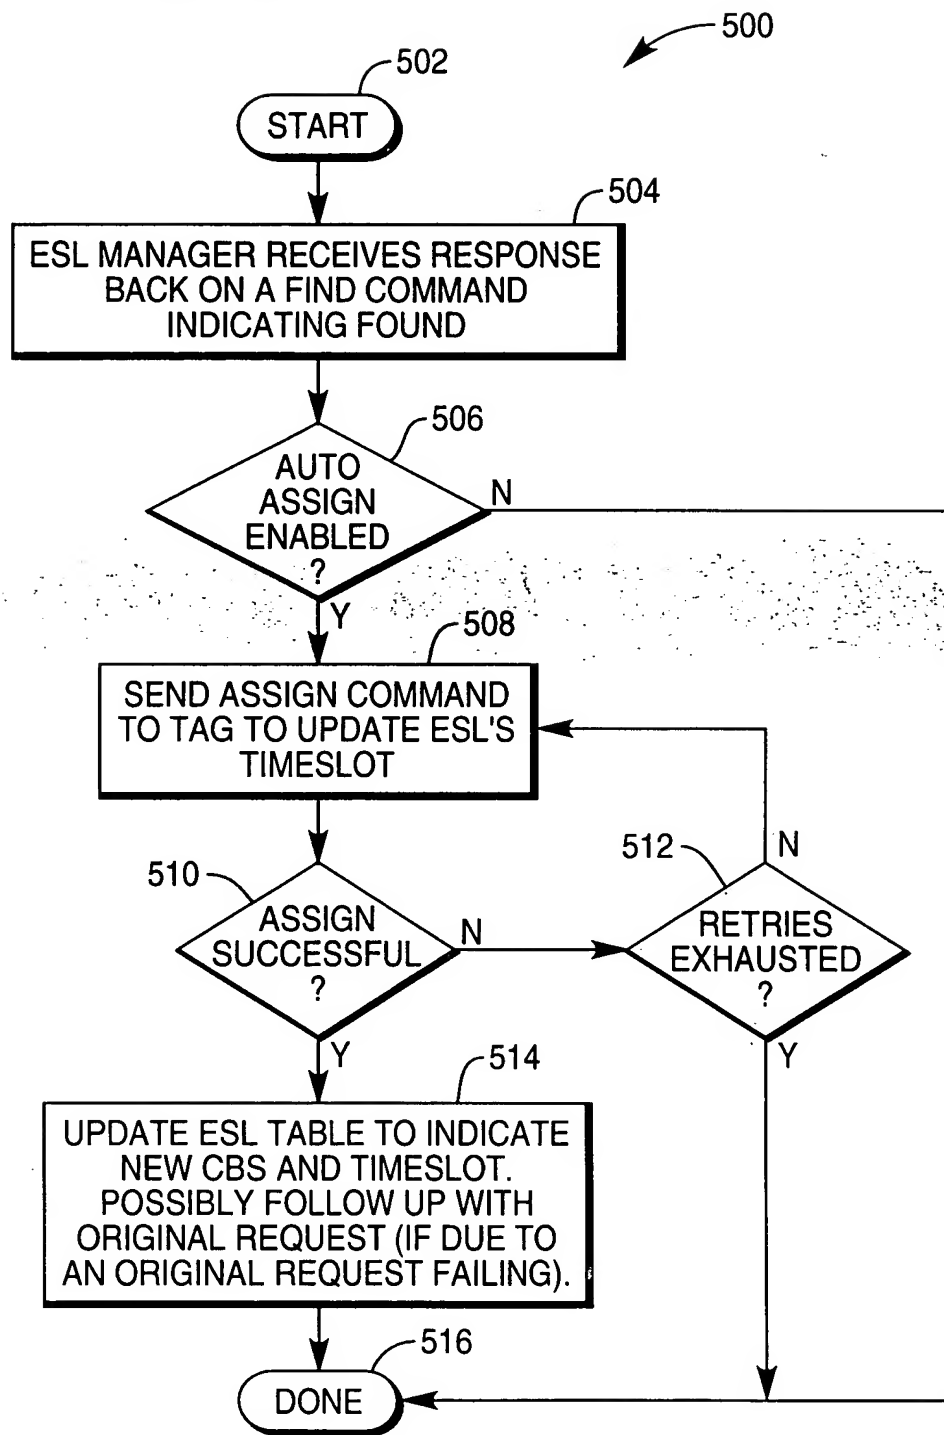 500
502
START
504
ESL MANAGER RECEIVES RESPONSE
BACK ON A FIND COMMAND
INDICATING FOUND
506
AUTO
ASSIGN
ENABLED
?
N
Y
508
SEND ASSIGN COMMAND
TO TAG TO UPDATE ESL'S
TIMESLOT
510
ASSIGN
SUCCESSFUL
?
N
Y
512
N
RETRIES
EXHAUSTED
?
Y
514
UPDATE ESL TABLE TO INDICATE
NEW CBS AND TIMESLOT.
POSSIBLY FOLLOW UP WITH
ORIGINAL REQUEST (IF DUE TO
AN ORIGINAL REQUEST FAILING).
516
DONE